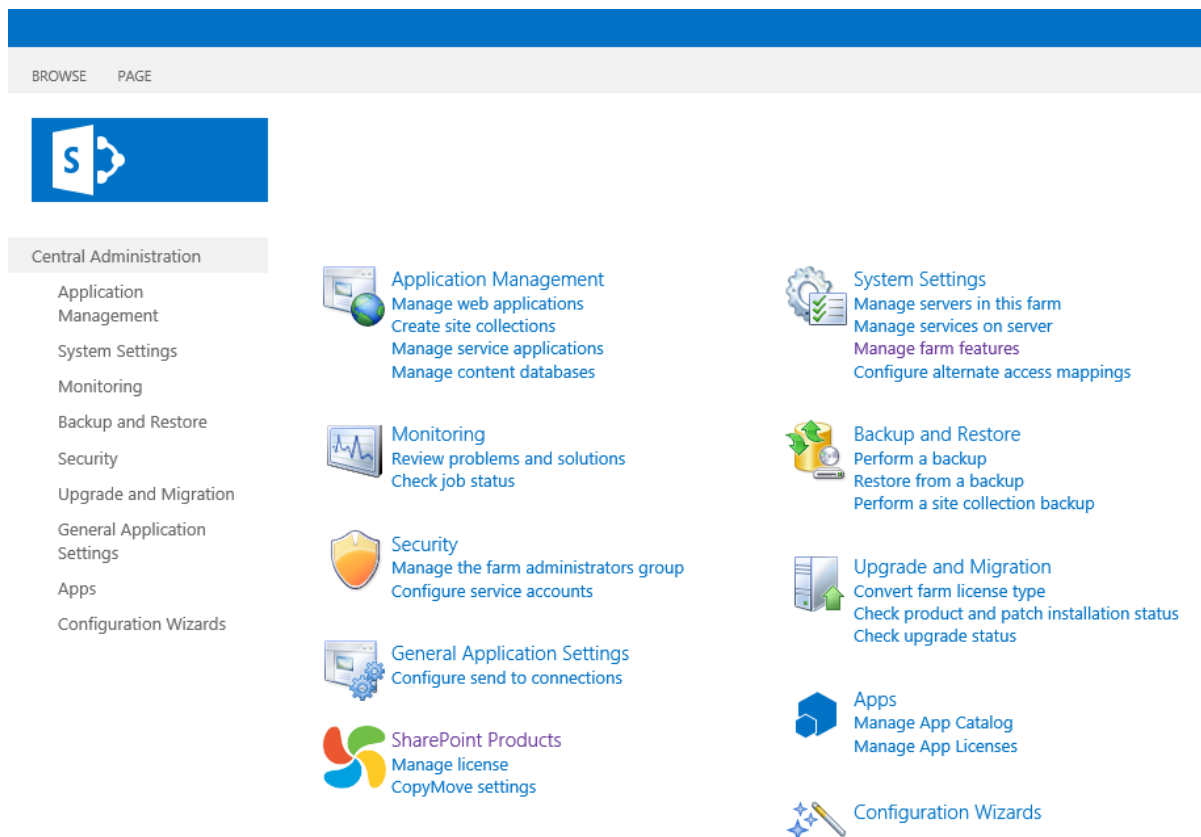 BROWSE PAGE
S
Central Administration
Application
Management
System Settings
Monitoring
Backup and Restore
Security
Upgrade and Migration
General Application
Settings
Apps
Configuration Wizards
Application Management
Manage web applications
Create site collections
Manage service applications
Manage content databases
Monitoring
Review problems and solutions
Check job status
Security
Manage the farm administrators group
Configure service accounts
General Application Settings
Configure send to connections
SharePoint Products
Manage license
CopyMove settings
System Settings
Manage servers in this farm
Manage services on server
Manage farm features
Configure alternate access mappings
Backup and Restore
Perform a backup
Restore from a backup
Perform a site collection backup
Upgrade and Migration
Convert farm license type
Check product and patch installation status
Check upgrade status
Apps
Manage App Catalog
Manage App Licenses
Configuration Wizards